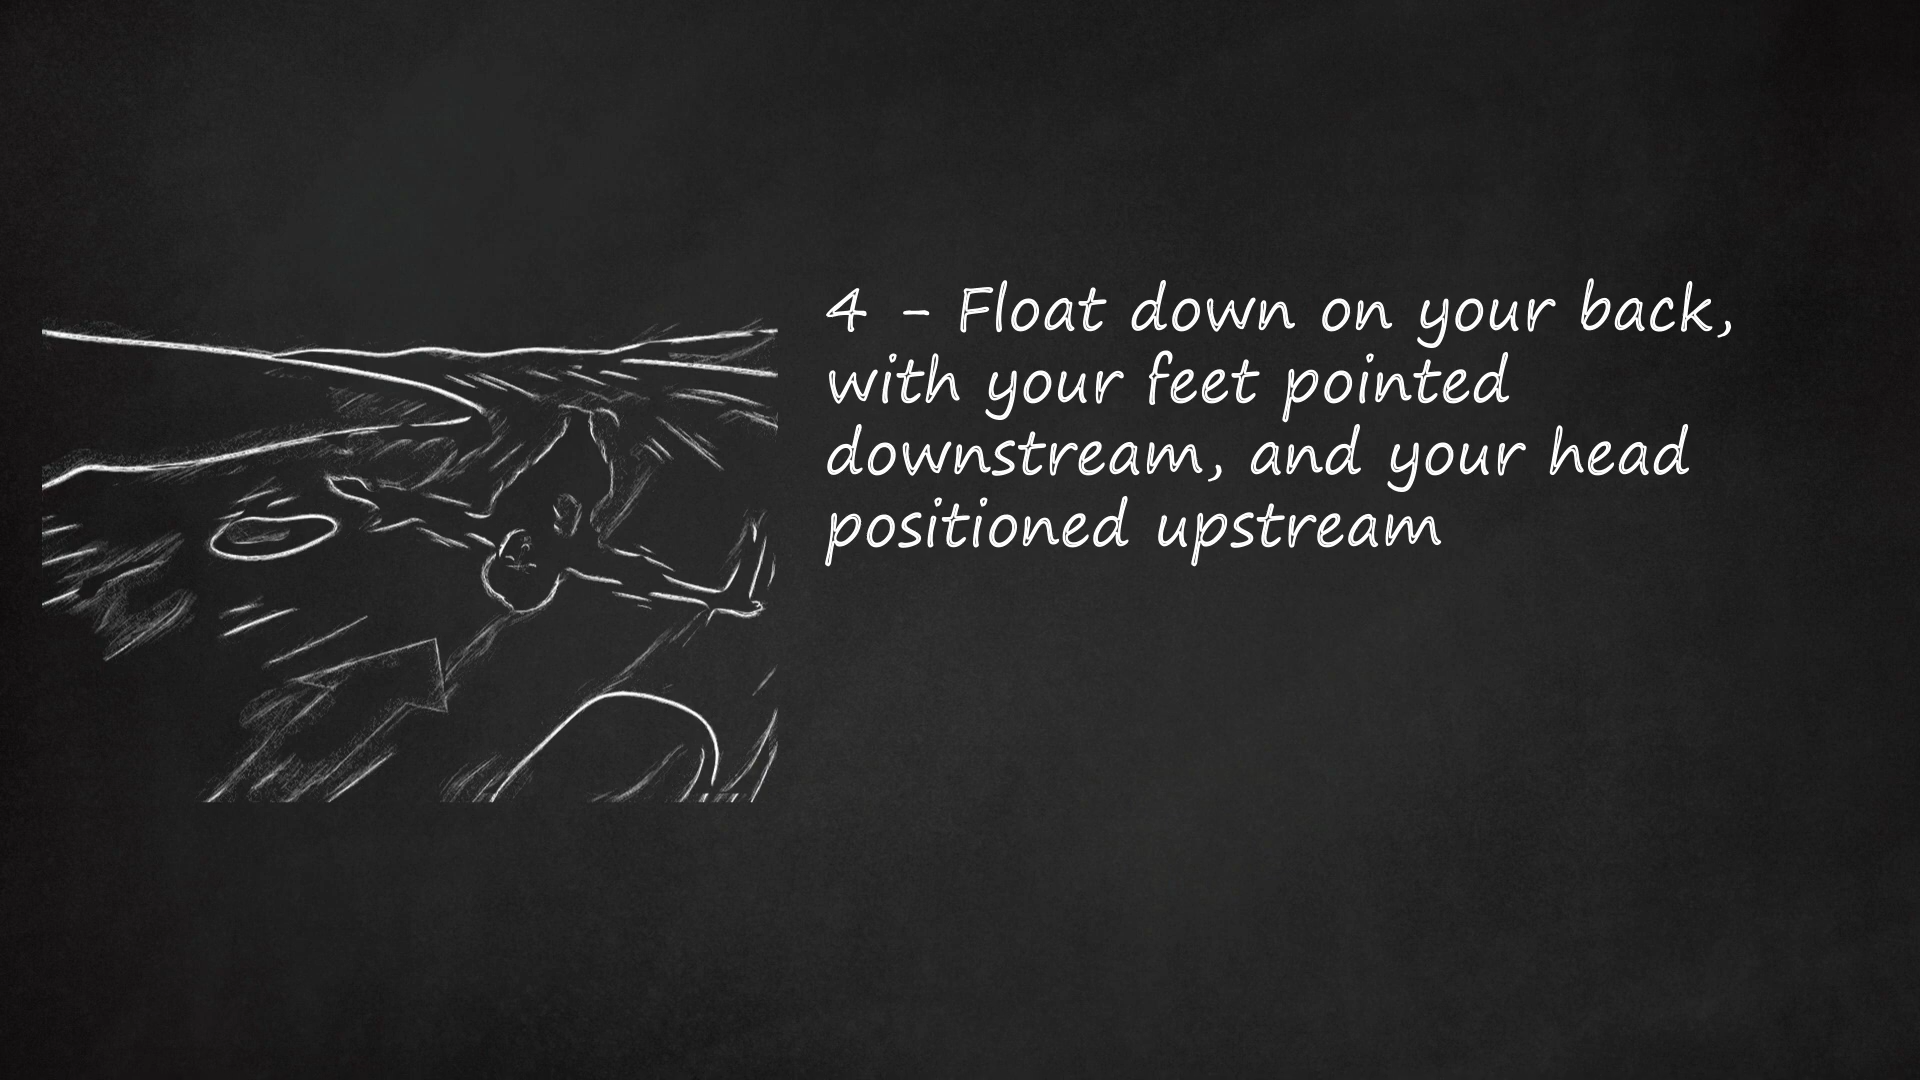 4 - Float down on your back,
with your feet pointed
downstream, and your head
positioned upstream